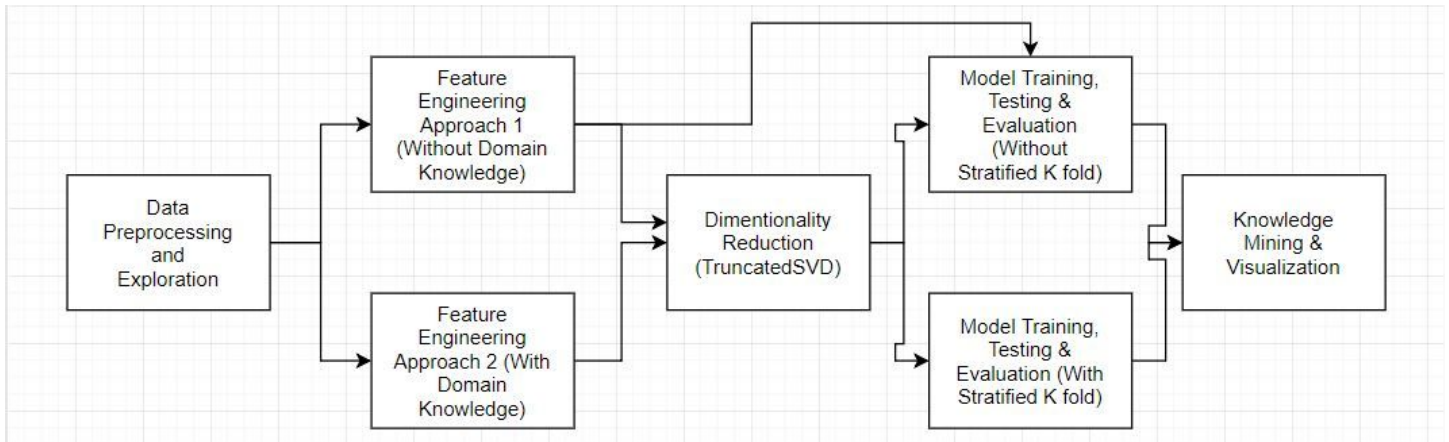 Data
Preprocessing
and
Exploration
Feature
Engineering
Approach 1
(Without Domain
Knowledge)
Feature
Engineering
Approach 2 (With
Domain
Knowledge)
Dimentionality
Reduction
(TruncatedSVD)
Model Training,
Testing &
Evaluation
(Without
Stratified K fold)
Model Training,
Testing &
Evaluation (With
Stratified K fold)
Knowledge
Mining &
Visualization